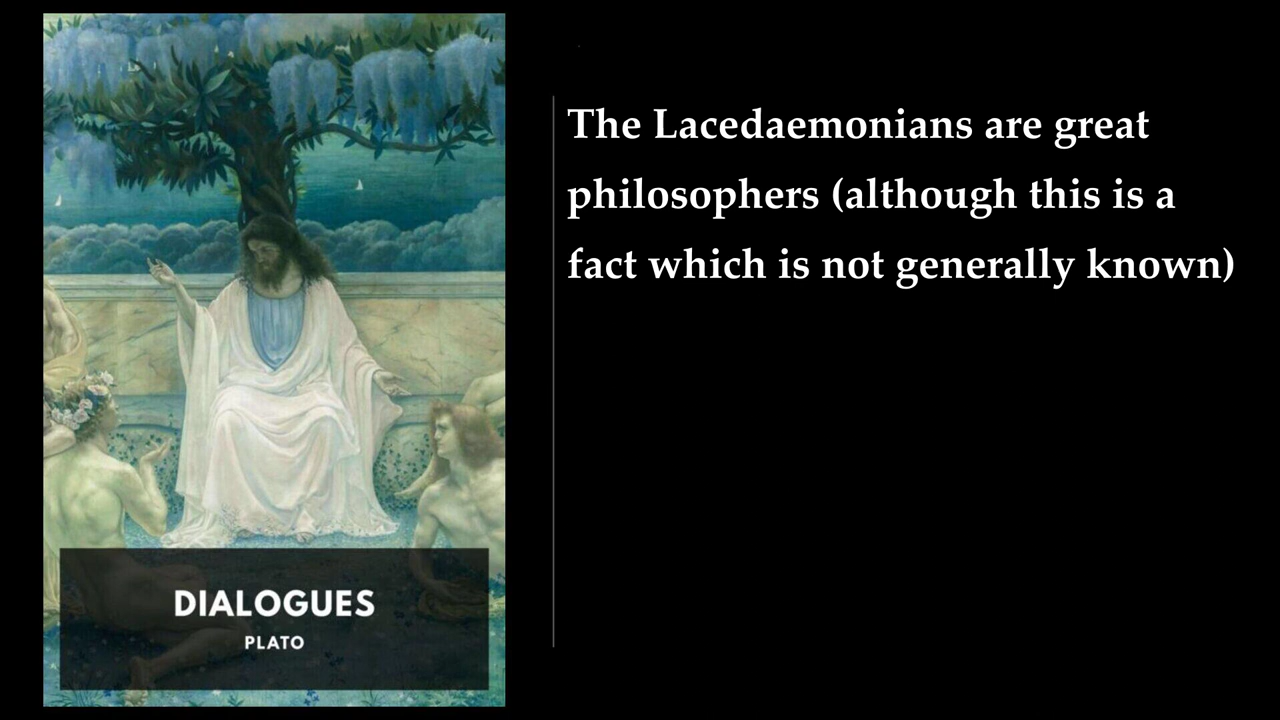 The Lacedaemonians are great
philosophers (although this is a
fact which is not generally known)
DIALOGUES
PLATO